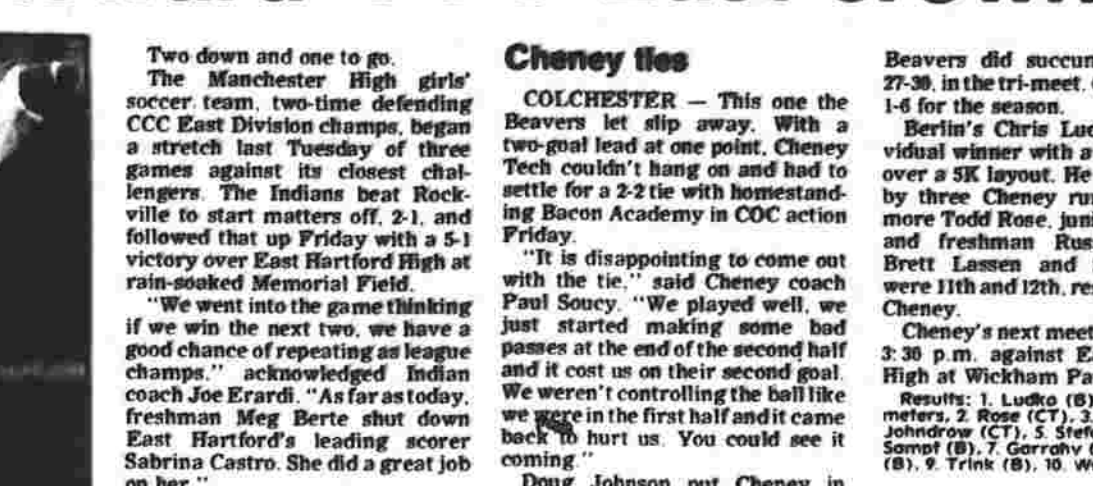 Two down and one to go.
The Manchester High girls'
soccer team, two-time defending
CCC East Division champs, began
a stretch last Tuesday of three
games against its closest chal-
lengers. The Indians beat Rock-
ville to start matters off, 2-1, and
followed that up Friday with a 5-1
victory over East Hartford High at
rain-soaked Memorial Field.
"We went into the game thinking
if we win the next two, we have a
good chance of repeating as league
champs," acknowledged Indian
coach Joe Erardi. "As far as today,
freshman Meg Berte shut down
East Hartford's leading scorer
Sabrina Castro. She did a great job
on her."
Cheney ties
COLCHESTER — This one the
Beavers let slip away. With a
two-goal lead at one point, Cheney
Tech couldn't hang on and had to
settle for a 2-2 tie with homestand-
ing Bacon Academy in COC action
Friday.
"It is disappointing to come out
with the tie," said Cheney coach
Paul Soucy. "We played well, we
just started making some bad
passes at the end of the second half
and it cost us on their second goal.
We weren't controlling the ball like
we were in the first half and it came
back to hurt us. You could see it
coming."
Doug Johnson put Cheney in
Beavers did succum
27-30, in the tri-meet,
1-6 for the season.
Berlin's Chris Lud
vidual winner with a
over a 5K layout. He
by three Cheney ru
more Todd Rose, juni
and freshman Rus
Brett Lassen and
were 11th and 12th, res
Cheney.
Cheney's next meet
3:30 p.m. against E
High at Wickham Pa
Results: 1. Ludko (B)
meters, 2. Rose (CT), 3.
Johndrow (CT), 5. Stef
Sampt (B), 7. Garrahy (
(B), 9. Trink (B), 10. W